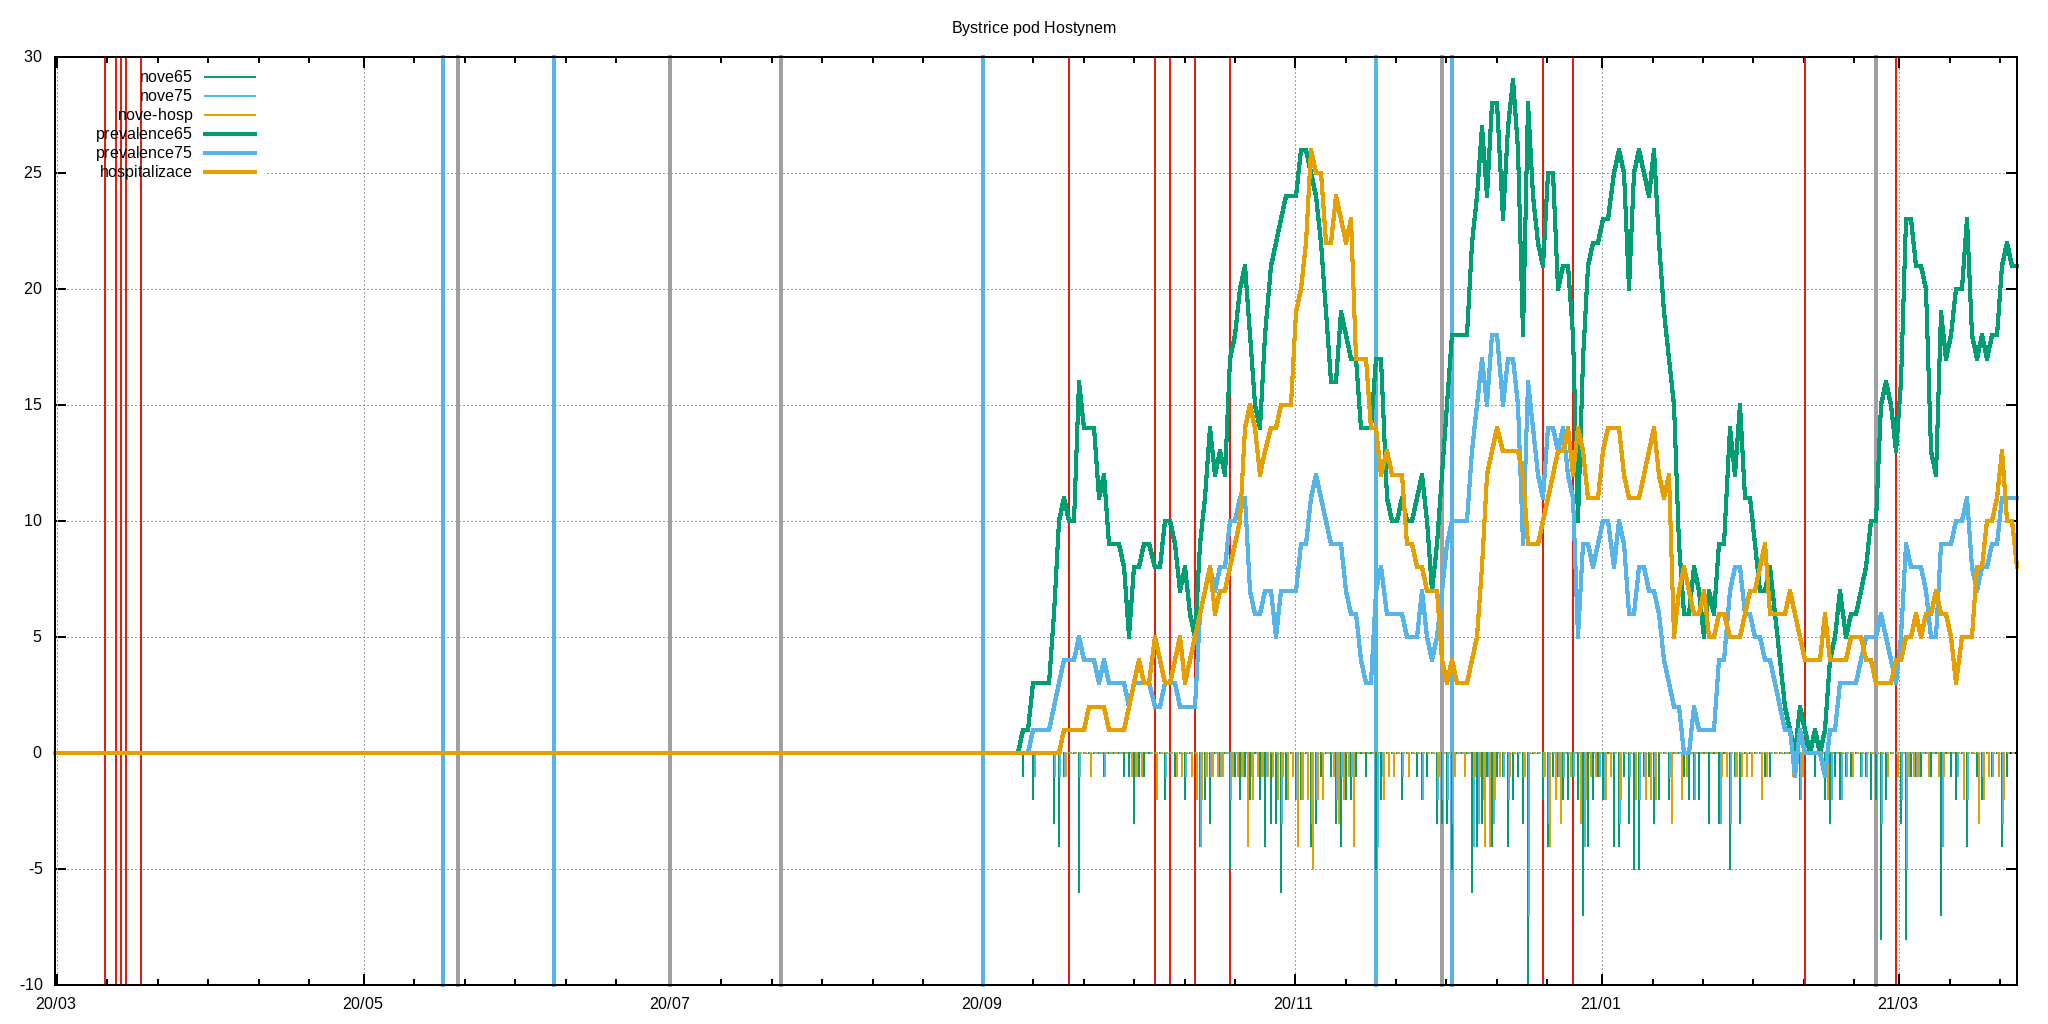 Bystrice pod Hostynem
30
25
20
15
10
5
0
-5
-10
nove65
nove75
nove-hosp
prevalence65
prevalence75
hospitalizace
20/03 20/05 20/07 20/09 20/11 21/01 21/03